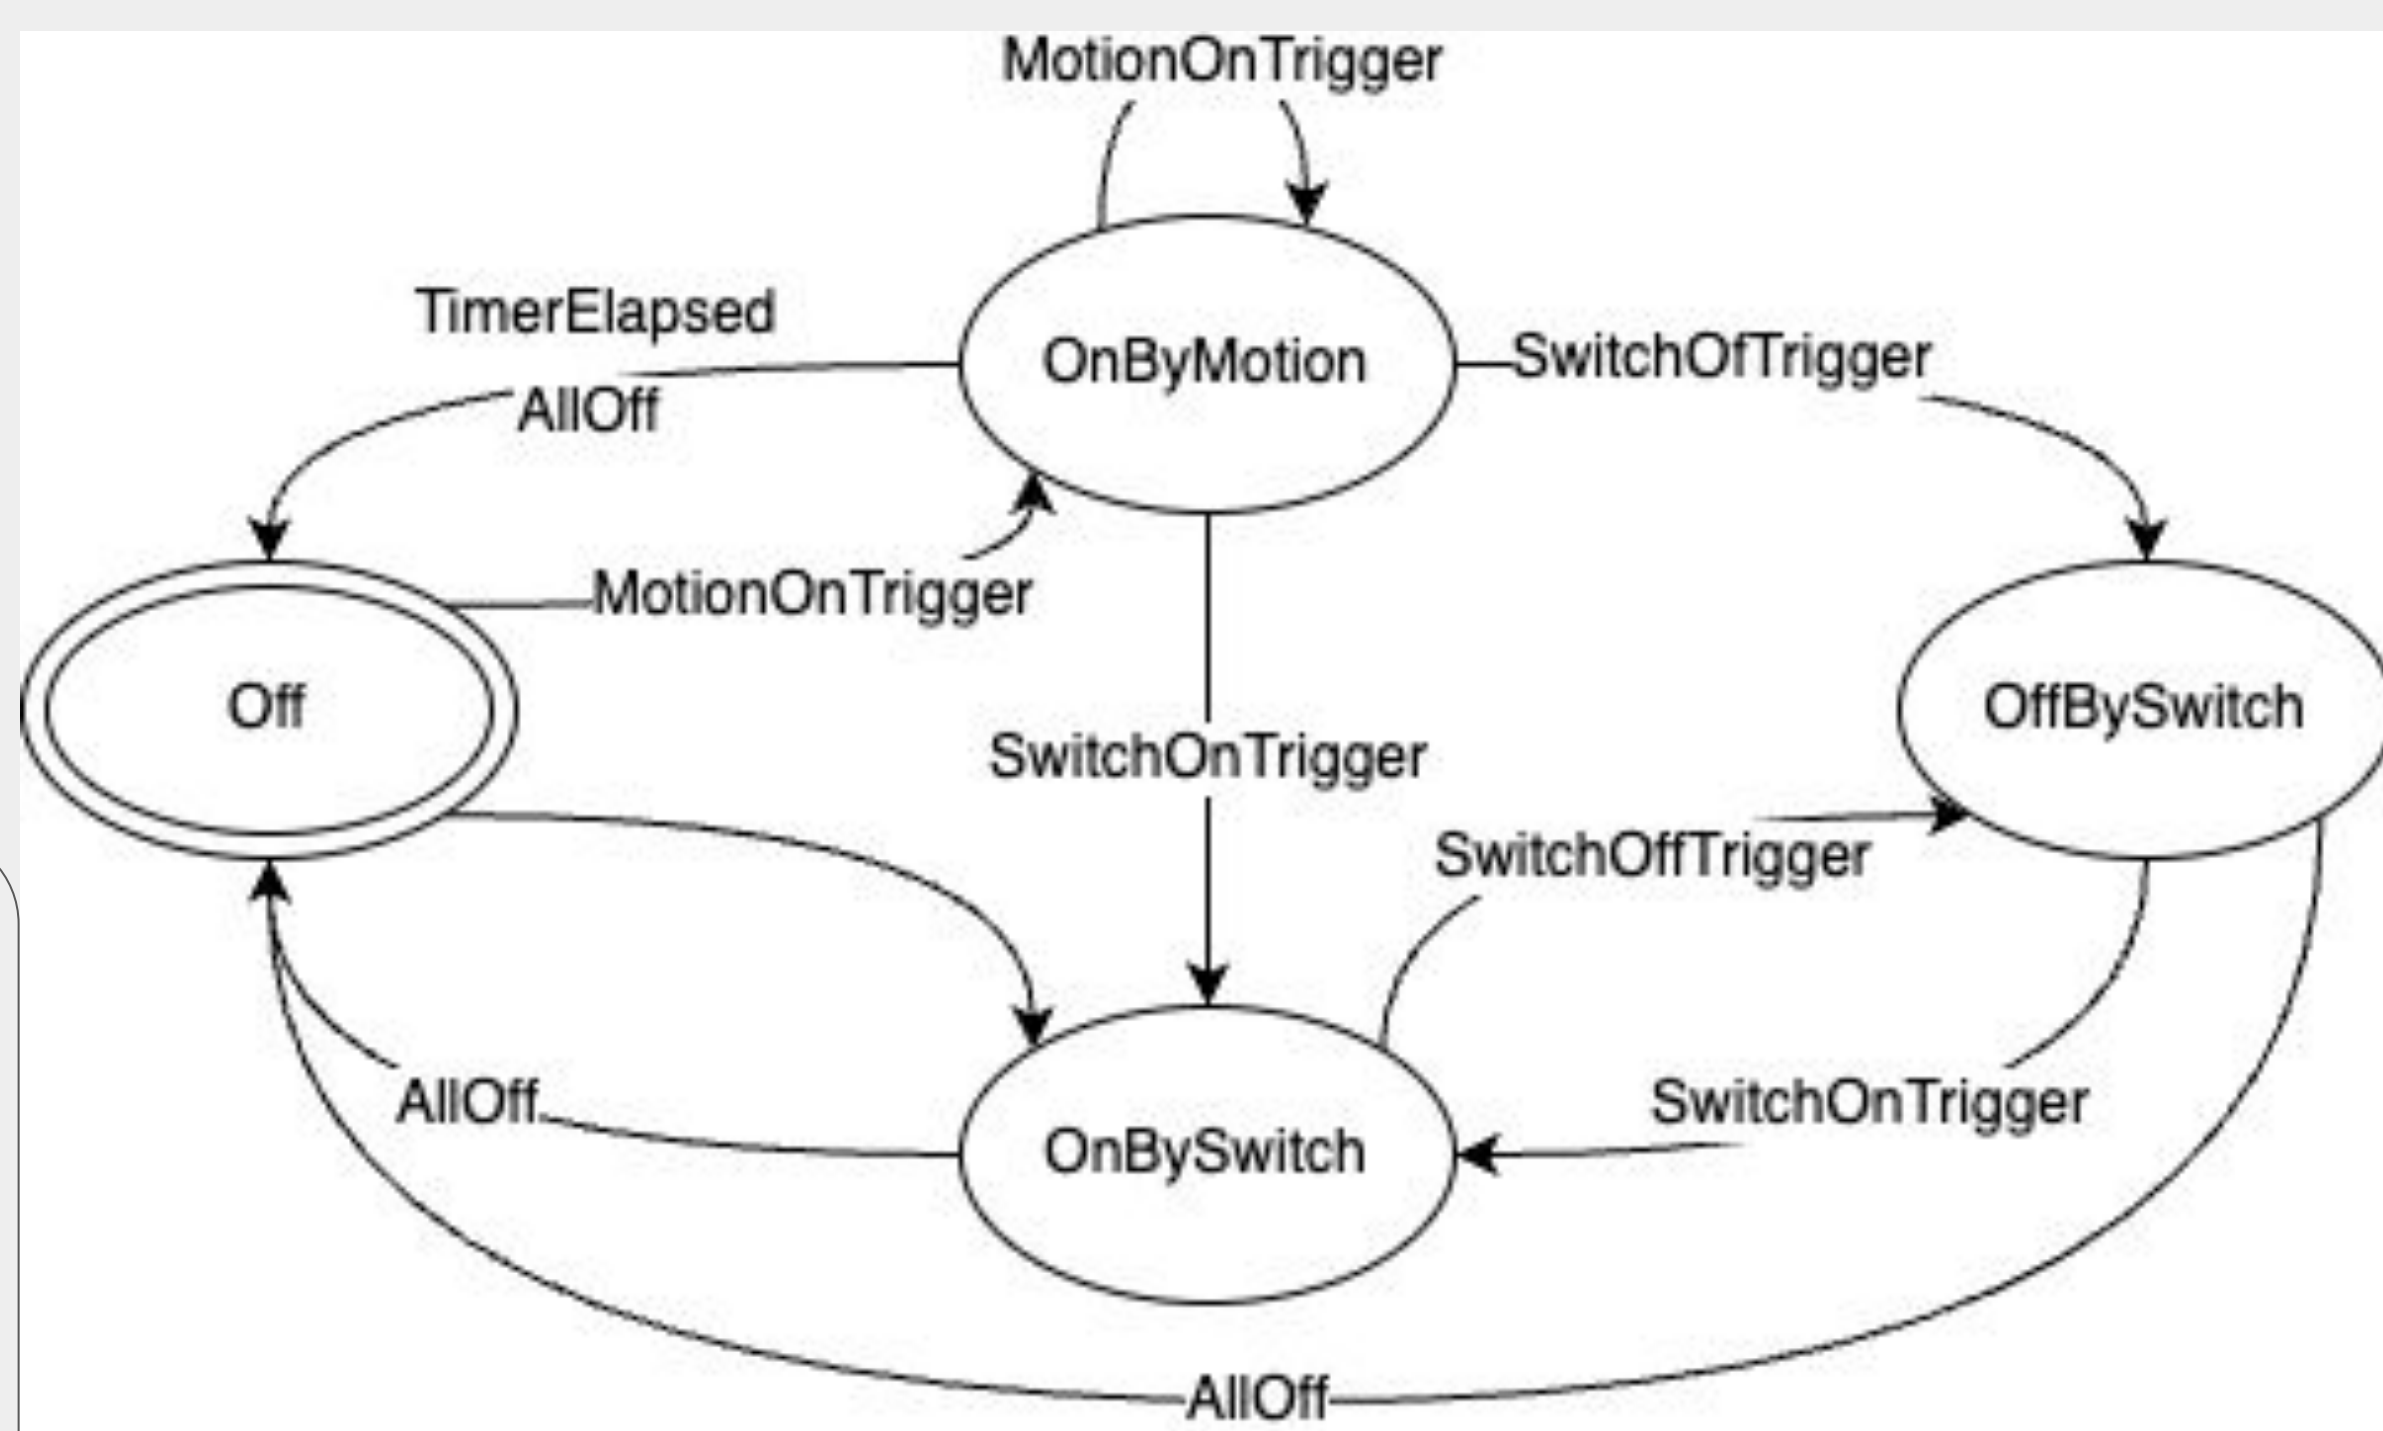 MotionOnTrigger
TimerElapsed
OnByMotion
SwitchOfTrigger
AllOff
MotionOnTrigger
Off
OffBySwitch
SwitchOnTrigger
SwitchOffTrigger
AllOff
SwitchOnTrigger
OnBySwitch
AllOff